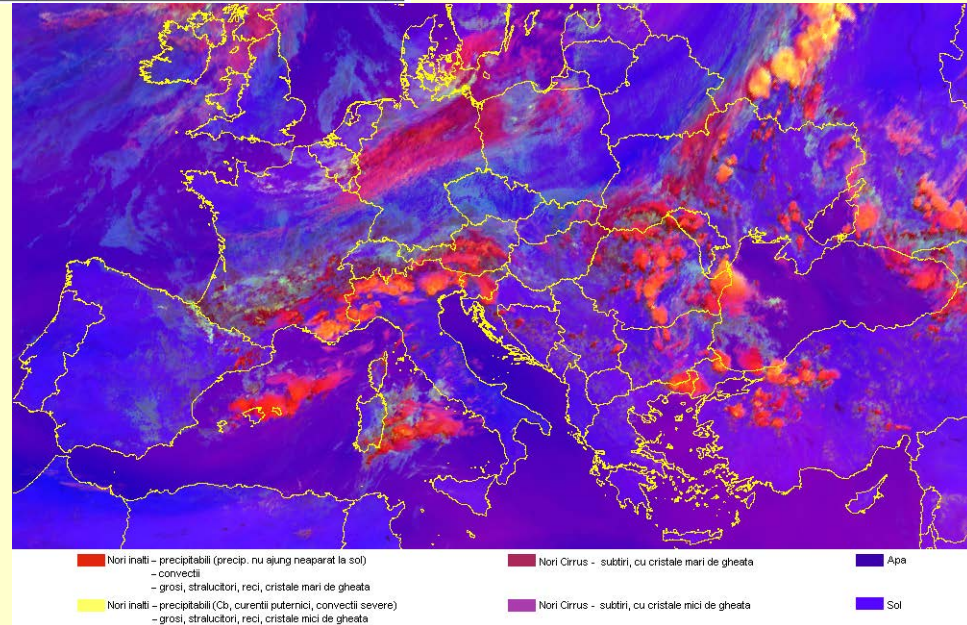 Nori inalti – precipitabili (precip. nu ajung neaparat la sol)
– convectii
– grosi, stralucitori, reci, cristale mari de gheata
Nori inalti – precipitabili (Cb, curentii puternici, convectii severe)
– grosi, stralucitori, reci, cristale mici de gheata
Nori Cirrus - subtiri, cu cristale mari de gheata
Nori Cirrus - subtiri, cu cristale mici de gheata
Apa
Sol